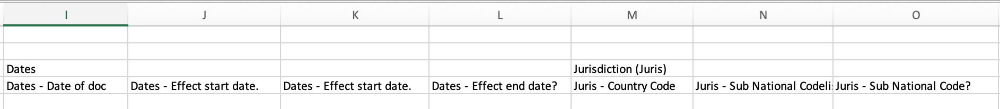 I J K L M N O
Dates Jurisdiction (Juris)
Dates - Date of doc Dates - Effect start date. Dates - Effect start date. Dates - Effect end date? Juris - Country Code Juris - Sub National Codeli Juris - Sub National Code?